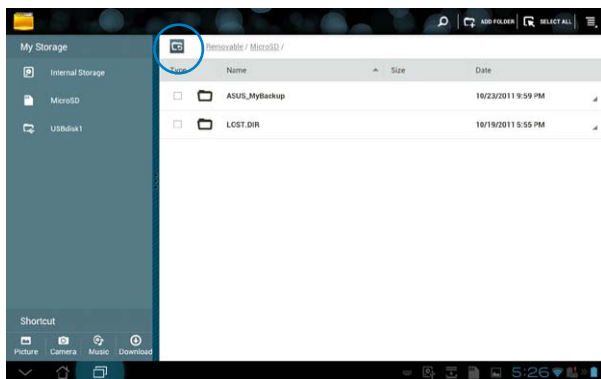 ADD FOLDER SELECT ALL
My Storage
Removable / MicroSD /
Type Name Size Date
Internal Storage
MicroSD
USBdisk1
ASUS_MyBackup 10/23/2011 9:59 PM
LOST.DIR 10/19/2011 5:55 PM
Shortcut
Picture Camera Music Download
5:26